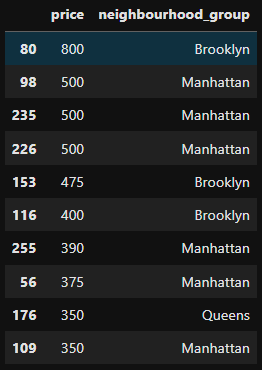 price neighbourhood_group
80 800 Brooklyn
98 500 Manhattan
235 500 Manhattan
226 500 Manhattan
153 475 Brooklyn
116 400 Brooklyn
255 390 Manhattan
56 375 Manhattan
176 350 Queens
109 350 Manhattan